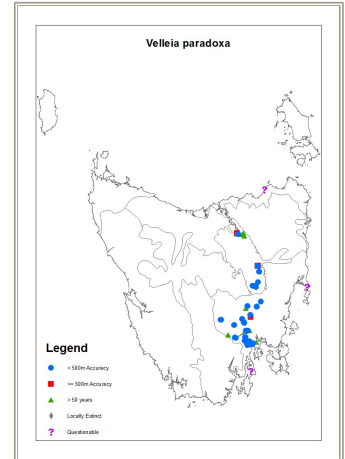 Velleia paradoxa
?
?
?
Legend
< 500m Accuracy
>= 500m Accuracy
> 50 years
Locally Extinct
? Questionable